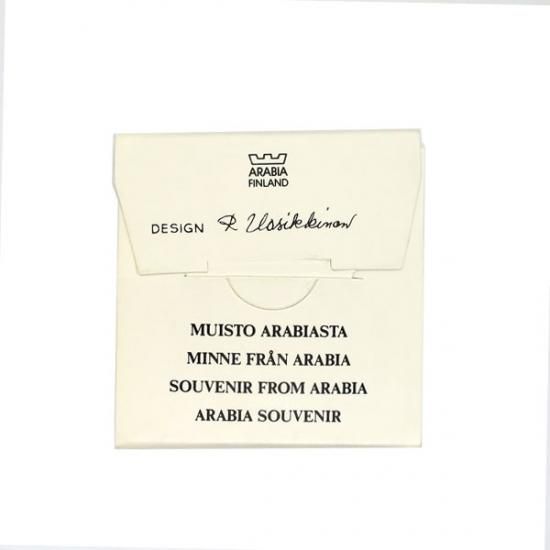 ARABIA
FINLAND
DESIGN R Uosikkinen
MUISTO ARABIASTA
MINNE FRÅN ARABIA
SOUVENIR FROM ARABIA
ARABIA SOUVENIR